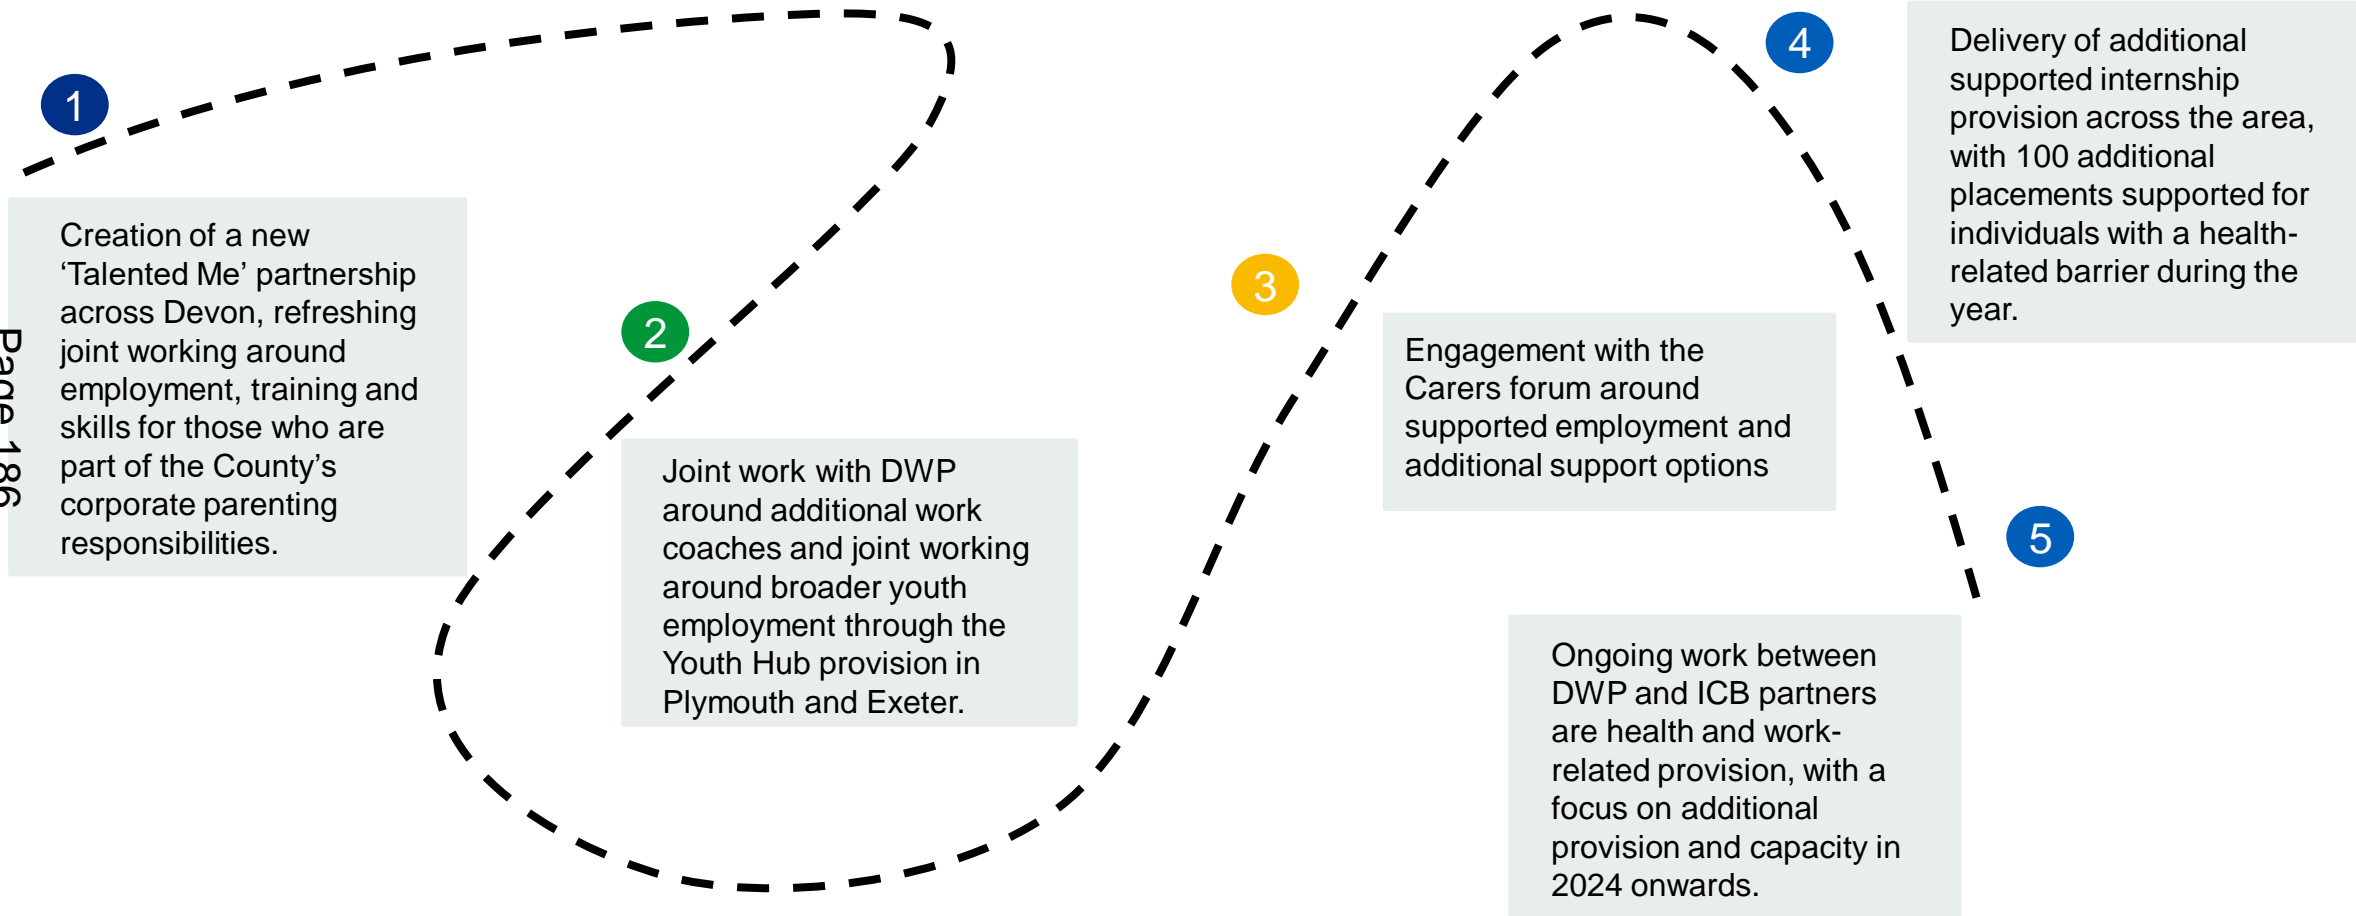 1
Creation of a new
‘Talented Me’ partnership
across Devon, refreshing
joint working around
employment, training and
skills for those who are
part of the County’s
corporate parenting
responsibilities.
Page 186
2
Joint work with DWP
around additional work
coaches and joint working
around broader youth
employment through the
Youth Hub provision in
Plymouth and Exeter.
3
Engagement with the
Carers forum around
supported employment and
additional support options
4
Delivery of additional
supported internship
provision across the area,
with 100 additional
placements supported for
individuals with a health-
related barrier during the
year.
5
Ongoing work between
DWP and ICB partners
are health and work-
related provision, with a
focus on additional
provision and capacity in
2024 onwards.